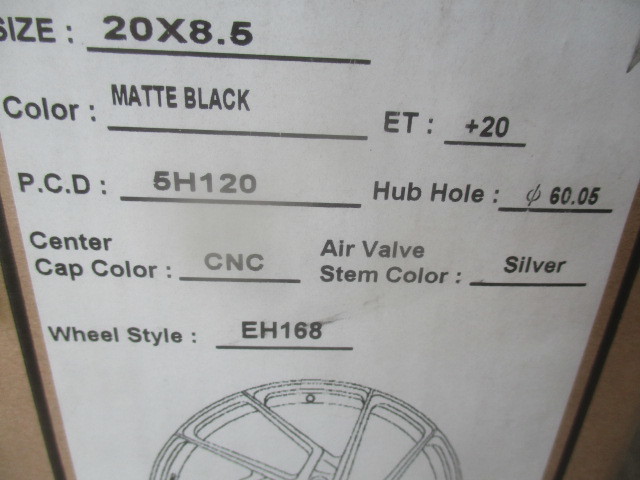 SIZE : 20X8.5
Color : MATTE BLACK ET : +20
P.C.D : 5H120 Hub Hole : ϕ 60.05
Center
Cap Color : CNC
Air Valve
Stem Color : Silver
Wheel Style : EH168